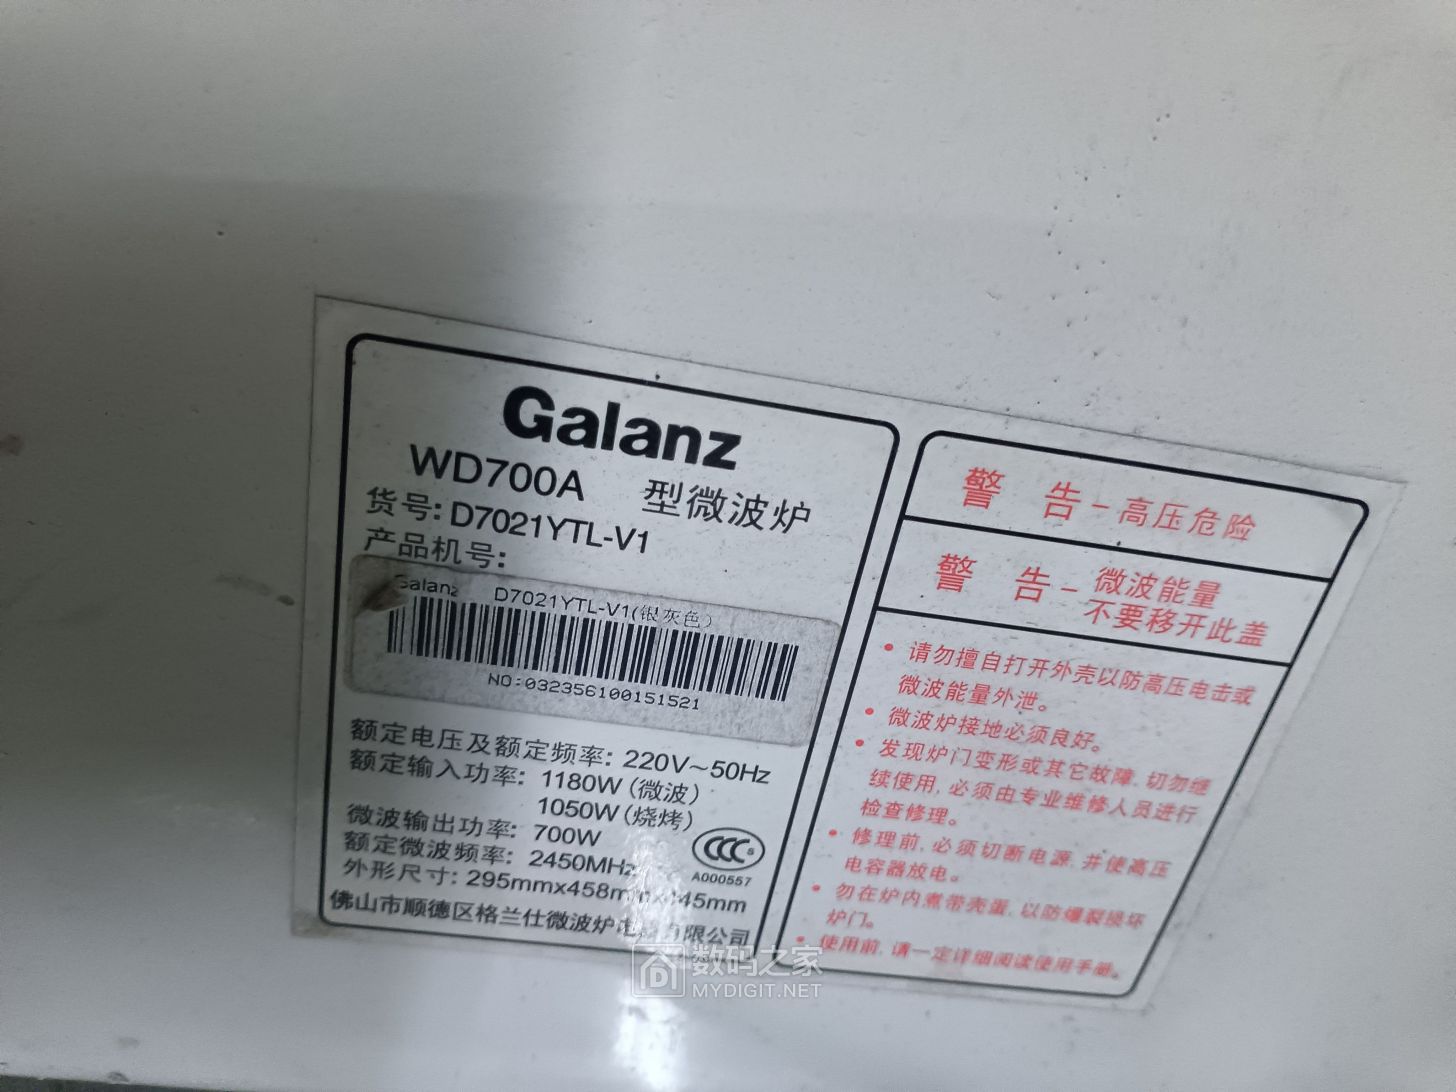 Galanz
WD700A 型微波炉
货号: D7021YTL-V1
产品机号:
Galanz D7021YTL-V1(银灰色)
NO:032356100151521
额定电压及额定频率: 220V~50Hz
额定输入功率: 1180W(微波)
1050W(烧烤)
微波输出功率: 700W
额定微波频率: 2450MHz
CCC S
A000557
外形尺寸: 295mmx458mmx445mm
佛山市顺德区格兰仕微波炉电器有限公司
警 告-高压危险
警 告-微波能量
不要移开此盖
•请勿擅自打开外壳以防高压电击或
微波能量外泄。
•微波炉接地必须良好。
•发现炉门变形或其它故障,切勿继
续使用,必须由专业维修人员进行
检查修理。
•修理前,必须切断电源,并使高压
电容器放电。
•勿在炉内煮带壳蛋,以防爆裂损坏
炉门。
•使用前,请一定详细阅读使用手册。
数码之家
MYDIGIT.NET